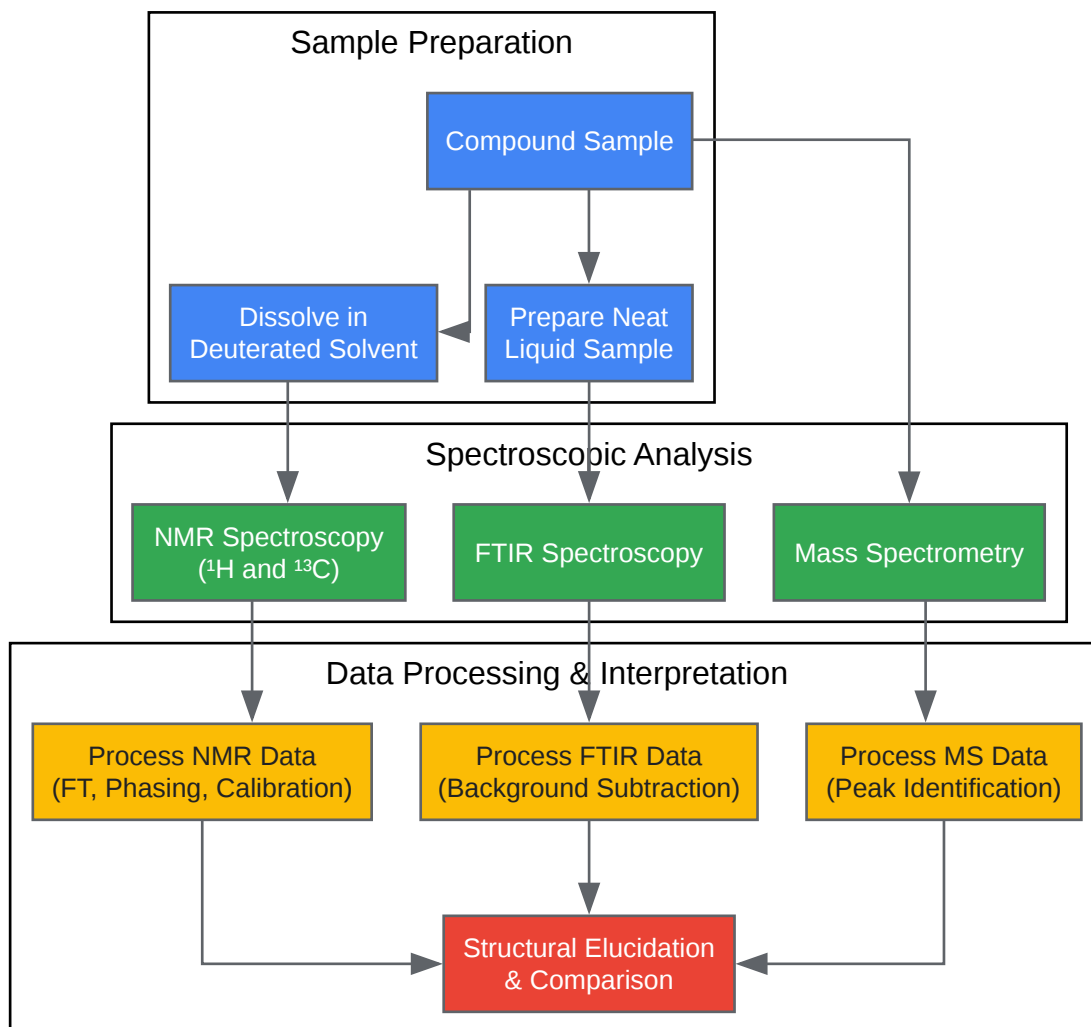 Sample Preparation
Compound Sample
Dissolve in
Deuterated Solvent
Prepare Neat
Liquid Sample
Spectroscopic Analysis
NMR Spectroscopy
(¹H and ¹³C)
FTIR Spectroscopy
Mass Spectrometry
Data Processing & Interpretation
Process NMR Data
(FT, Phasing, Calibration)
Process FTIR Data
(Background Subtraction)
Process MS Data
(Peak Identification)
Structural Elucidation
& Comparison